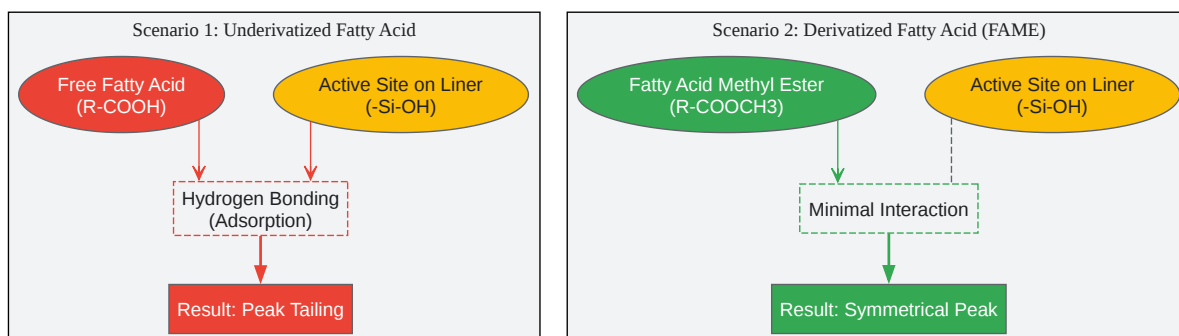 Scenario 1: Underivatized Fatty Acid
Free Fatty Acid
(R-COOH)
Active Site on Liner
(-Si-OH)
Hydrogen Bonding
(Adsorption)
Result: Peak Tailing
Scenario 2: Derivatized Fatty Acid (FAME)
Fatty Acid Methyl Ester
(R-COOCH3)
Active Site on Liner
(-Si-OH)
Minimal Interaction
Result: Symmetrical Peak